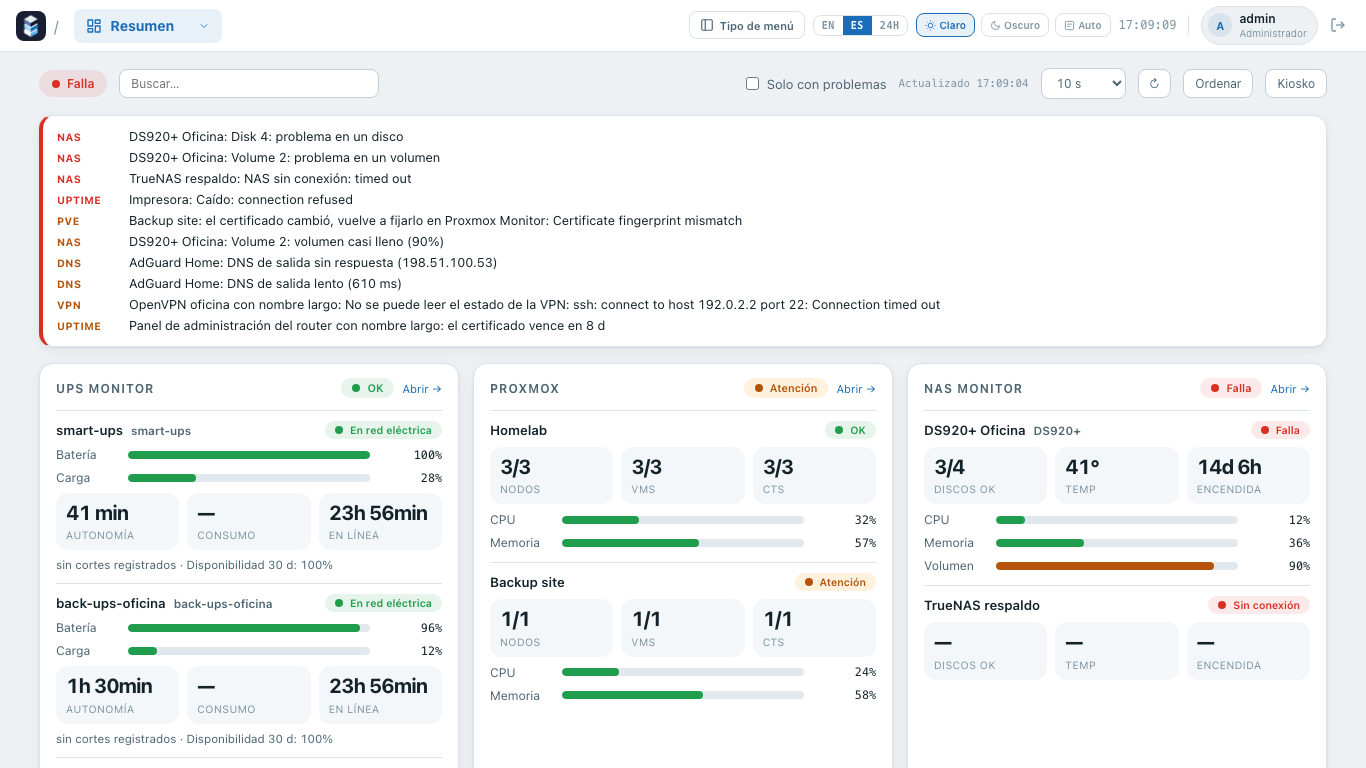 / Resumen Tipo de menú EN ES 24H Claro Oscuro Auto 17:09:09 A admin
Administrador
Falla Buscar... Solo con problemas Actualizado 17:09:04 10 s ↻ Ordenar Kiosko
NAS DS920+ Oficina: Disk 4: problema en un disco
NAS DS920+ Oficina: Volume 2: problema en un volumen
NAS TrueNAS respaldo: NAS sin conexión: timed out
UPTIME Impresora: Caído: connection refused
PVE Backup site: el certificado cambió, vuelve a fijarlo en Proxmox Monitor: Certificate fingerprint mismatch
NAS DS920+ Oficina: Volume 2: volumen casi lleno (90%)
DNS AdGuard Home: DNS de salida sin respuesta (198.51.100.53)
DNS AdGuard Home: DNS de salida lento (610 ms)
VPN OpenVPN oficina con nombre largo: No se puede leer el estado de la VPN: ssh: connect to host 192.0.2.2 port 22: Connection timed out
UPTIME Panel de administración del router con nombre largo: el certificado vence en 8 d
UPS MONITOR OK Abrir →
smart-ups smart-ups En red eléctrica
Batería 100%
Carga 28%
41 min — 23h 56min
AUTONOMÍA CONSUMO EN LÍNEA
sin cortes registrados · Disponibilidad 30 d: 100%
back-ups-oficina back-ups-oficina En red eléctrica
Batería 96%
Carga 12%
1h 30min — 23h 56min
AUTONOMÍA CONSUMO EN LÍNEA
sin cortes registrados · Disponibilidad 30 d: 100%
PROXMOX Atención Abrir →
Homelab OK
3/3 3/3 3/3
NODOS VMS CTS
CPU 32%
Memoria 57%
Backup site Atención
1/1 1/1 1/1
NODOS VMS CTS
CPU 24%
Memoria 58%
NAS MONITOR Falla Abrir →
DS920+ Oficina DS920+ Falla
3/4 41° 14d 6h
DISCOS OK TEMP ENCENDIDA
CPU 12%
Memoria 36%
Volumen 90%
TrueNAS respaldo Sin conexión
— — —
DISCOS OK TEMP ENCENDIDA